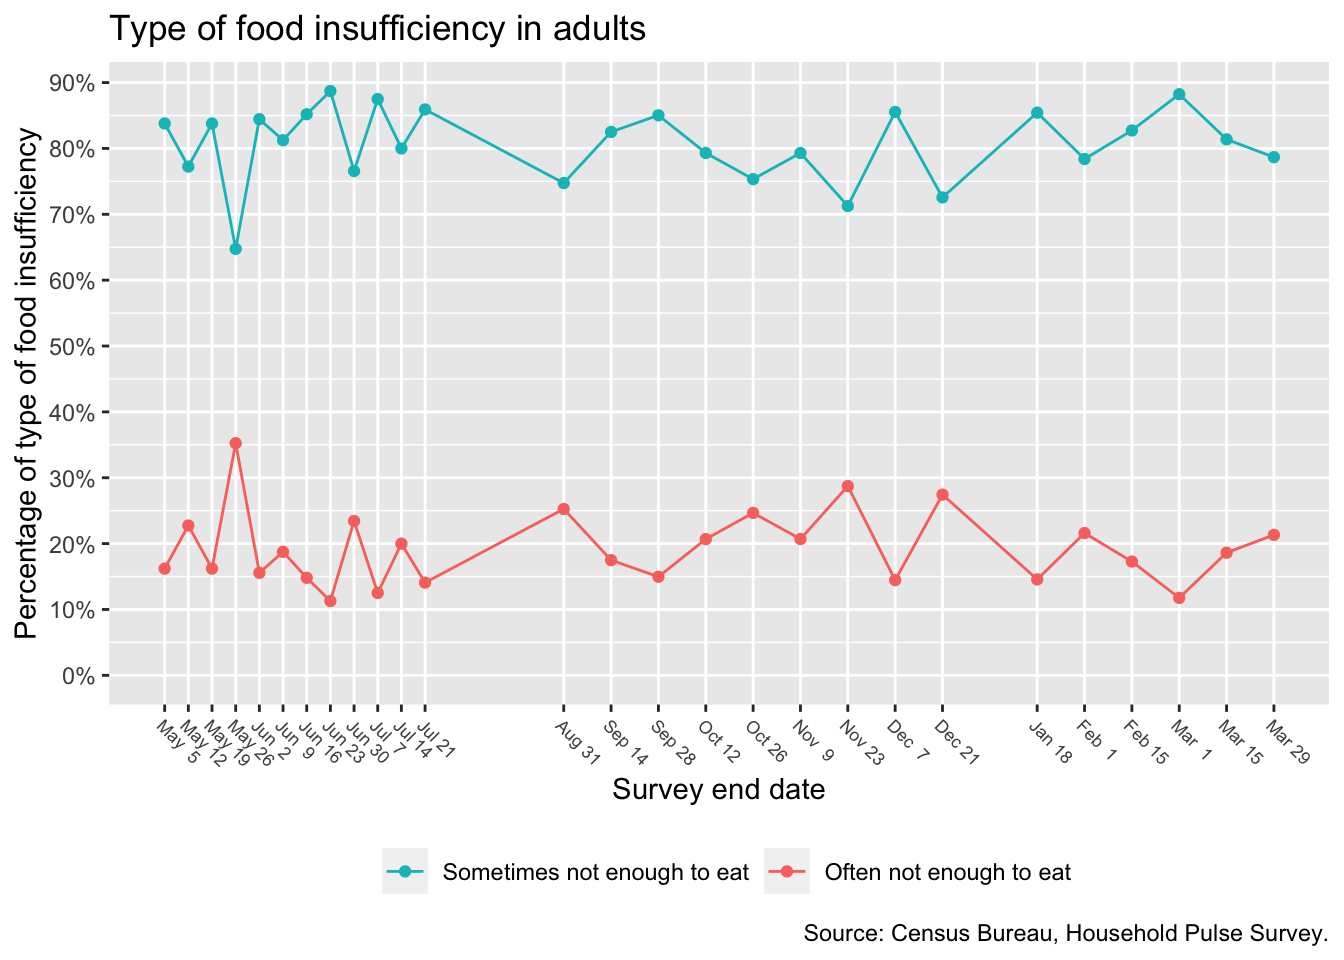 Type of food insufficiency in adults
Percentage of type of food insufficiency
90%
80%
70%
60%
50%
40%
30%
20%
10%
0%
May 5
May 12
May 19
May 26
Jun 2
Jun 9
Jun 16
Jun 23
Jun 30
Jul 7
Jul 14
Jul 21
Aug 31
Sep 14
Sep 28
Oct 12
Oct 26
Nov 9
Nov 23
Dec 7
Dec 21
Jan 18
Feb 1
Feb 15
Mar 1
Mar 15
Mar 29
Survey end date
Sometimes not enough to eat
Often not enough to eat
Source: Census Bureau, Household Pulse Survey.